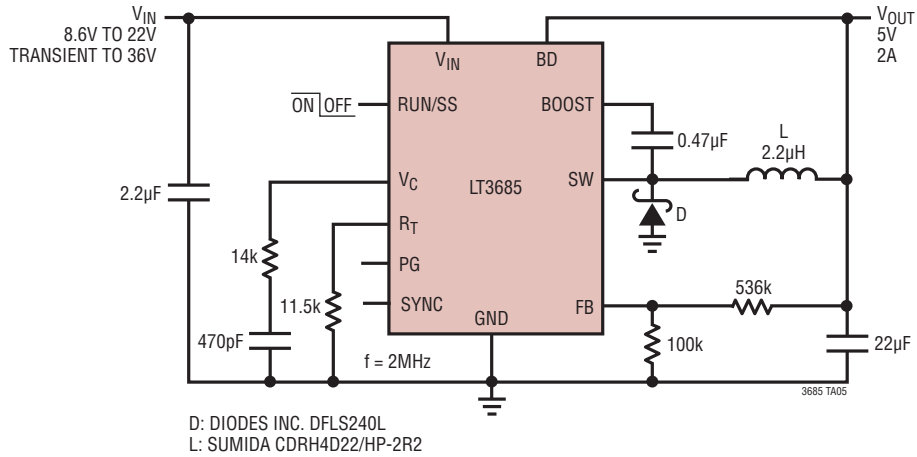 VIN
8.6V TO 22V
TRANSIENT TO 36V
VOUT
5V
2A
VIN
BD
ON OFF
RUN/SS
BOOST
0.47µF
L
2.2µH
VC
LT3685
SW
2.2µF
RT
D
14k
PG
11.5k
536k
SYNC
FB
GND
470pF
f = 2MHz
100k
22µF
3685 TA05
D: DIODES INC. DFLS240L
L: SUMIDA CDRH4D22/HP-2R2